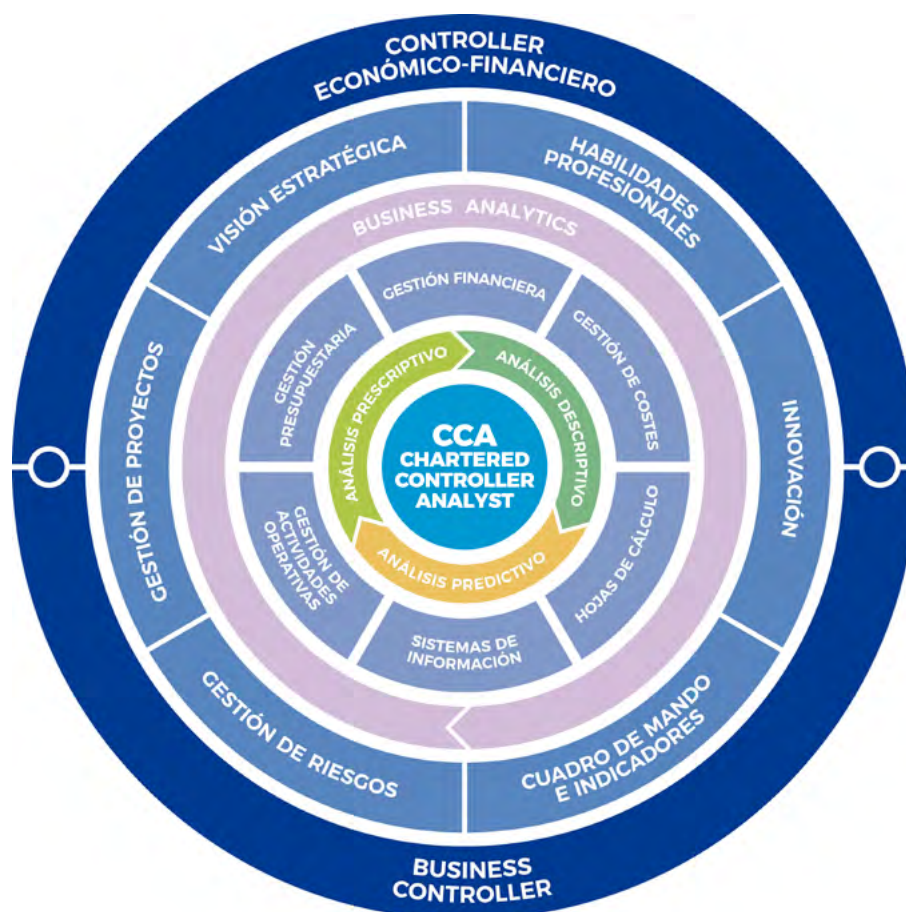 CONTROLLER
ECONÓMICO-FINANCIERO
VISIÓN ESTRATÉGICA
HABILIDADES
PROFESIONALES
BUSINESS ANALYTICS
GESTIÓN FINANCIERA
GESTIÓN
PRESUPUESTARIA
GESTIÓN DE COSTES
ANÁLISIS PRESCRIPTIVO
ANÁLISIS DESCRIPTIVO
GESTIÓN DE PROYECTOS
INNOVACIÓN
CCA
CHARTERED
CONTROLLER
ANALYST
GESTIÓN DE
ACTIVIDADES
OPERATIVAS
HOJAS DE CÁLCULO
ANÁLISIS PREDICTIVO
SISTEMAS DE
INFORMACIÓN
GESTIÓN DE RIESGOS
CUADRO DE MANDO
E INDICADORES
BUSINESS
CONTROLLER